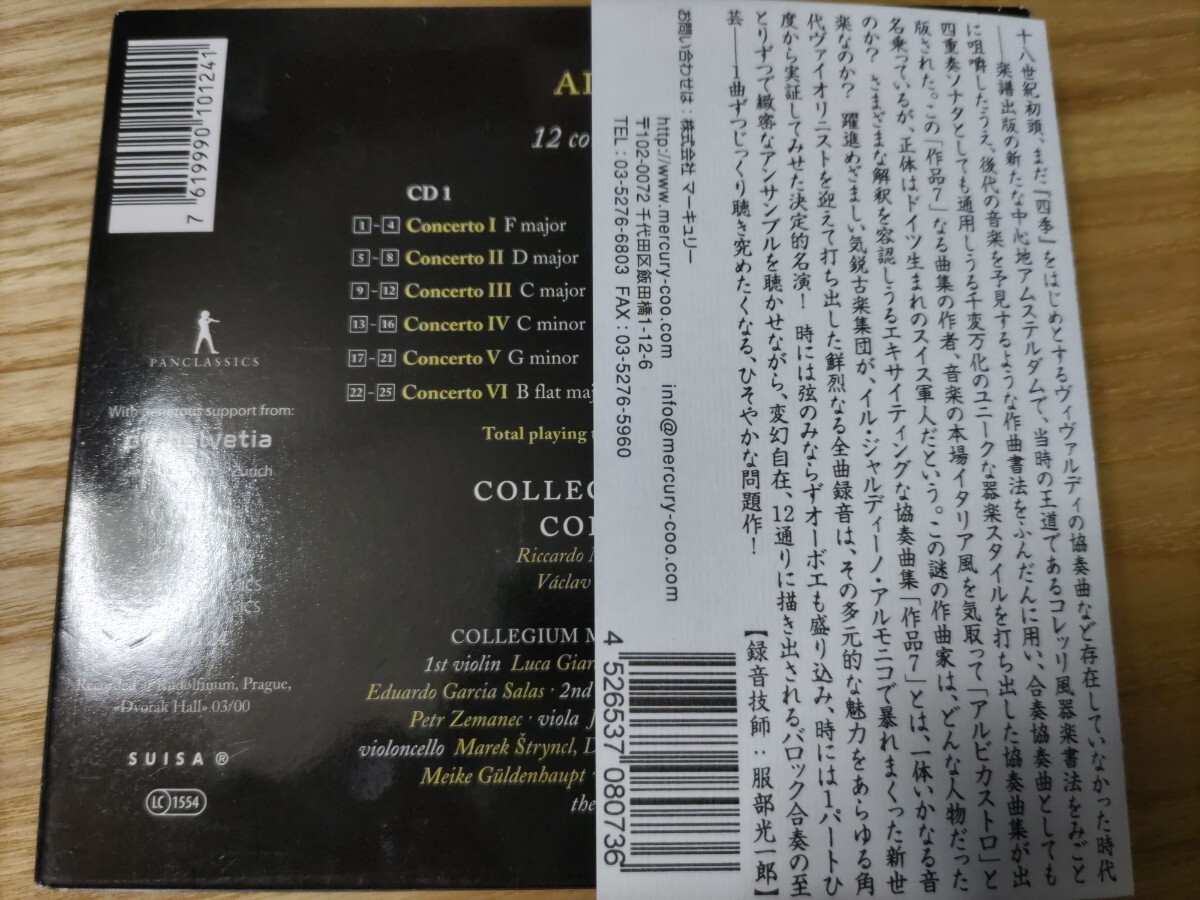 7 619990 101241
AL
12 co
CD 1
1 - 4 Concerto I F major
5 - 8 Concerto II D major
9 - 12 Concerto III C major
13 - 16 Concerto IV C minor
17 - 21 Concerto V G minor
22 - 25 Concerto VI B flat maj
Total playing
PANCLASSICS
With generous support from:
helvetia
Zurich
COLLEG
CO
Riccardo
Václav
COLLEGIUM M
1st violin Luca Giar
Eduardo Garcia Salas · 2nd
Petr Zemanec · viola J
violoncello Marek Štryncl, D
Meike Güldenhaupt ·
the
Recorded @ Rudolfinum, Prague,
«Dvorak Hall» 03/00
SUISA ®
LC 1554
十八世紀初頭、まだ『四季』をはじめとするヴィヴァルディの協奏曲など存在していなかった時代
――楽譜出版の新たな中心地アムステルダムで、当時の王道であるコレッリ風器楽書法をみごと
に咀嚼したうえ、後代の音楽を予見するような作曲書法をふんだんに用い、合奏協奏曲としても
四重奏ソナタとしても通用しうる千変万化のユニークな器楽スタイルを打ち出した協奏曲集が出
版された。この「作品7」なる曲集の作者、音楽の本場イタリア風を気取って「アルビカストロ」と
名乗っているが、正体はドイツ生まれのスイス軍人だという。この謎の作曲家は、どんな人物だった
のか? さまざまな解釈を容認しうるエキサイティングな協奏曲集「作品7」とは、一体いかなる音
楽なのか? 躍進めざましい気鋭古楽集団が、イル・ジャルディーノ・アルモニコで暴れまくった新世
代ヴァイオリニストを迎えて打ち出した鮮烈なる全曲録音は、その多元的な魅力をあらゆる角
度から実証してみせた決定的名演! 時には弦のみならずオーボエも盛り込み、時には1パートひ
とりずつで緻密なアンサンブルを聴かせながら、変幻自在、12通りに描き出されるバロック合奏の至
芸――1曲ずつじっくり聴き究めたくなる、ひそやかな問題作!
【録音技師:服部光一郎】
お問い合わせは:株式会社 マーキュリー
http://www.mercury-coo.com info@mercury-coo.com
〒102-0072 千代田区飯田橋1-12-6
TEL:03-5276-6803 FAX:03-5276-5960
4 526537 080736